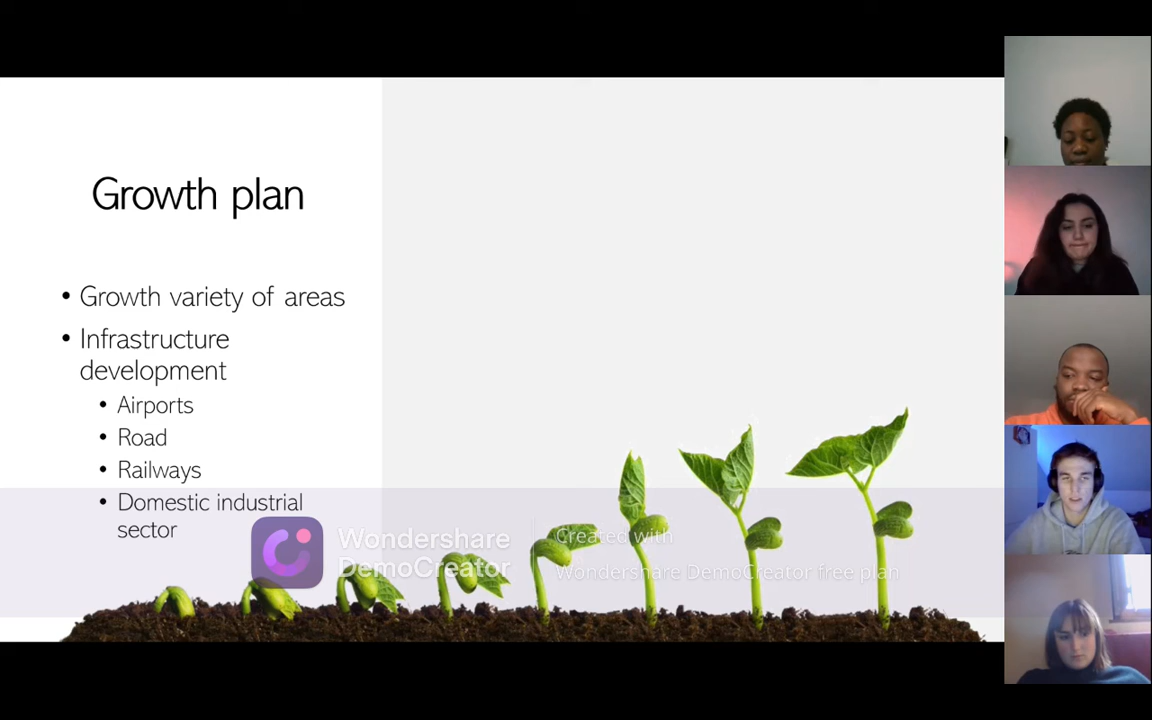 Growth plan
• Growth variety of areas
• Infrastructure
development
• Airports
• Road
• Railways
• Domestic industrial
sector
Wondershare
DemoCreator
Created with
Wondershare DemoCreator free plan